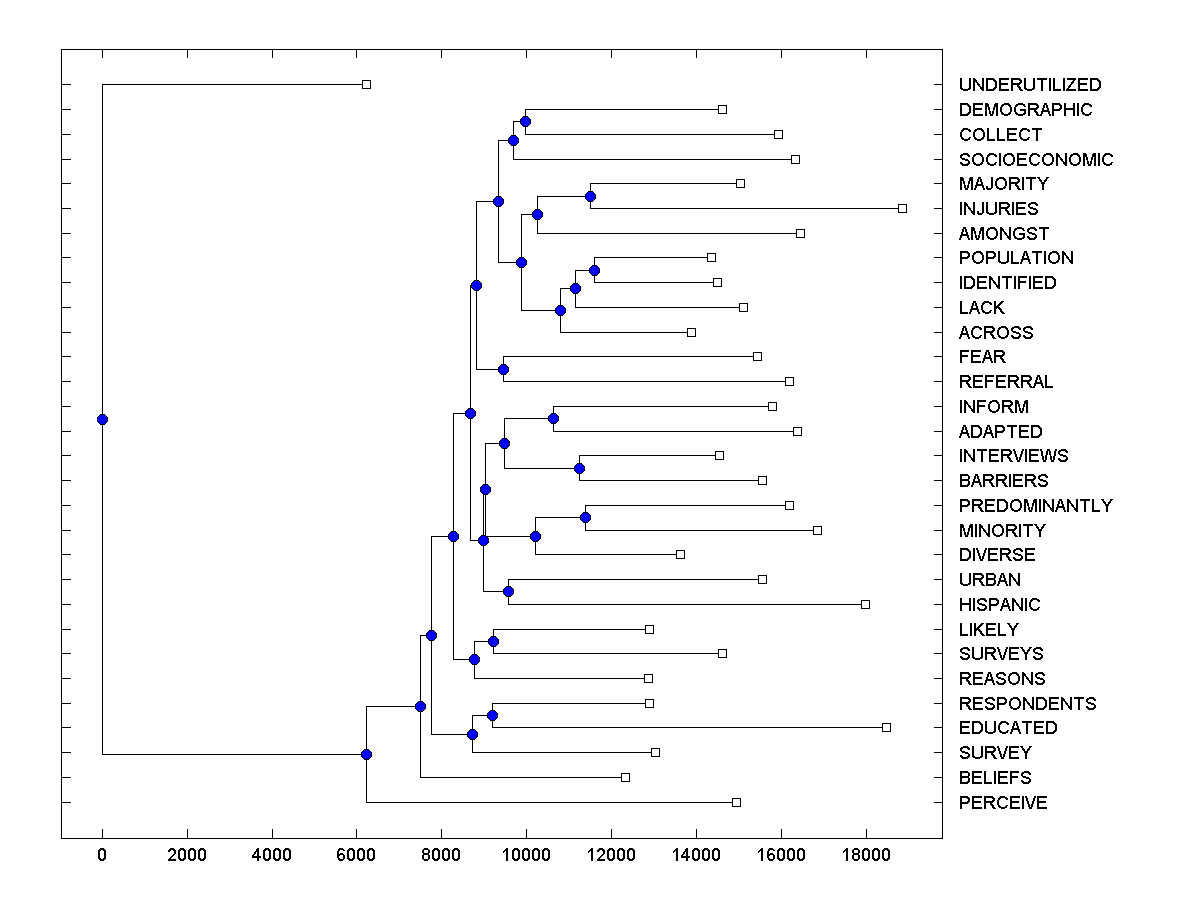 UNDERUTILIZED
DEMOGRAPHIC
COLLECT
SOCIOECONOMIC
MAJORITY
INJURIES
AMONGST
POPULATION
IDENTIFIED
LACK
ACROSS
FEAR
REFERRAL
INFORM
ADAPTED
INTERVIEWS
BARRIERS
PREDOMINANTLY
MINORITY
DIVERSE
URBAN
HISPANIC
LIKELY
SURVEYS
REASONS
RESPONDENTS
EDUCATED
SURVEY
BELIEFS
PERCEIVE
0 2000 4000 6000 8000 10000 12000 14000 16000 18000